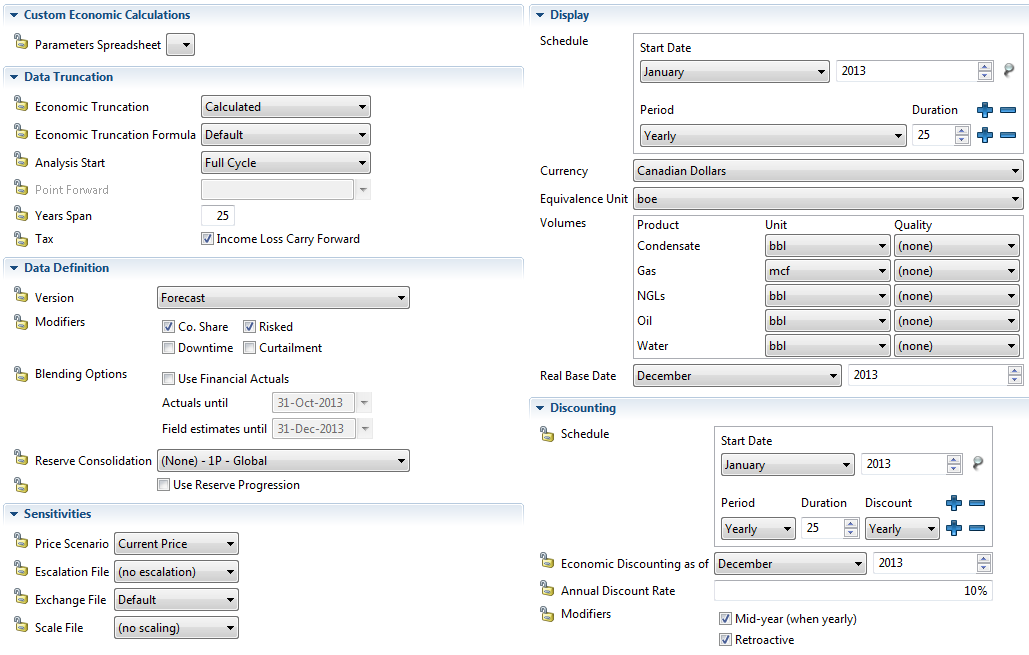 Custom Economic Calculations
Parameters Spreadsheet
Data Truncation
Economic Truncation Calculated
Economic Truncation Formula Default
Analysis Start Full Cycle
Point Forward
Years Span 25
Tax Income Loss Carry Forward
Data Definition
Version Forecast
Modifiers Co. Share Risked
Downtime Curtailment
Blending Options Use Financial Actuals
Actuals until 31-Oct-2013
Field estimates until 31-Dec-2013
Reserve Consolidation (None) - 1P - Global
Use Reserve Progression
Sensitivities
Price Scenario Current Price
Escalation File (no escalation)
Exchange File Default
Scale File (no scaling)
Display
Schedule
Start Date
January 2013
Period Duration
Yearly 25
Currency Canadian Dollars
Equivalence Unit boe
Volumes Product Unit Quality
Condensate bbl (none)
Gas mcf (none)
NGLs bbl (none)
Oil bbl (none)
Water bbl (none)
Real Base Date December 2013
Discounting
Schedule
Start Date
January 2013
Period Duration Discount
Yearly 25 Yearly
Economic Discounting as of December 2013
Annual Discount Rate 10%
Modifiers Mid-year (when yearly)
Retroactive